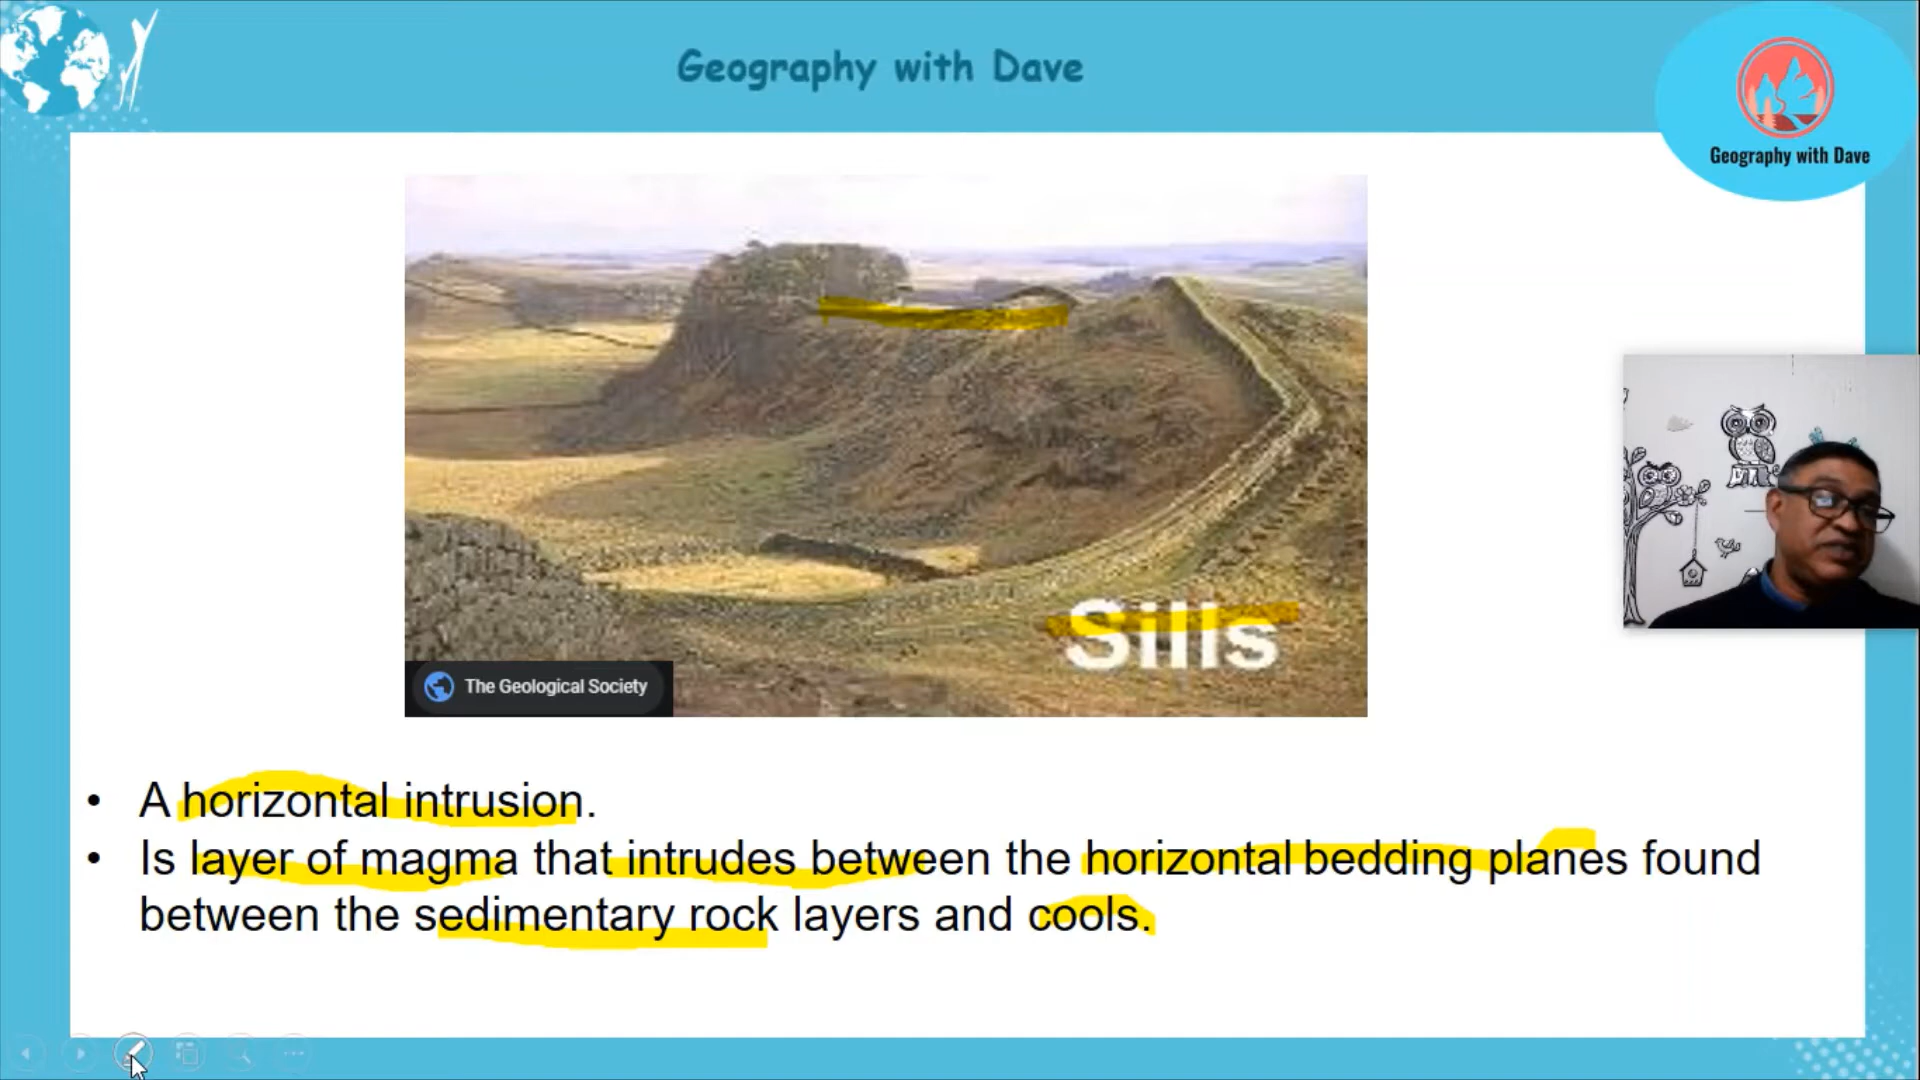 Geography with Dave
Geography with Dave
Sills
The Geological Society
• A horizontal intrusion.
• Is layer of magma that intrudes between the horizontal bedding planes found
between the sedimentary rock layers and cools.